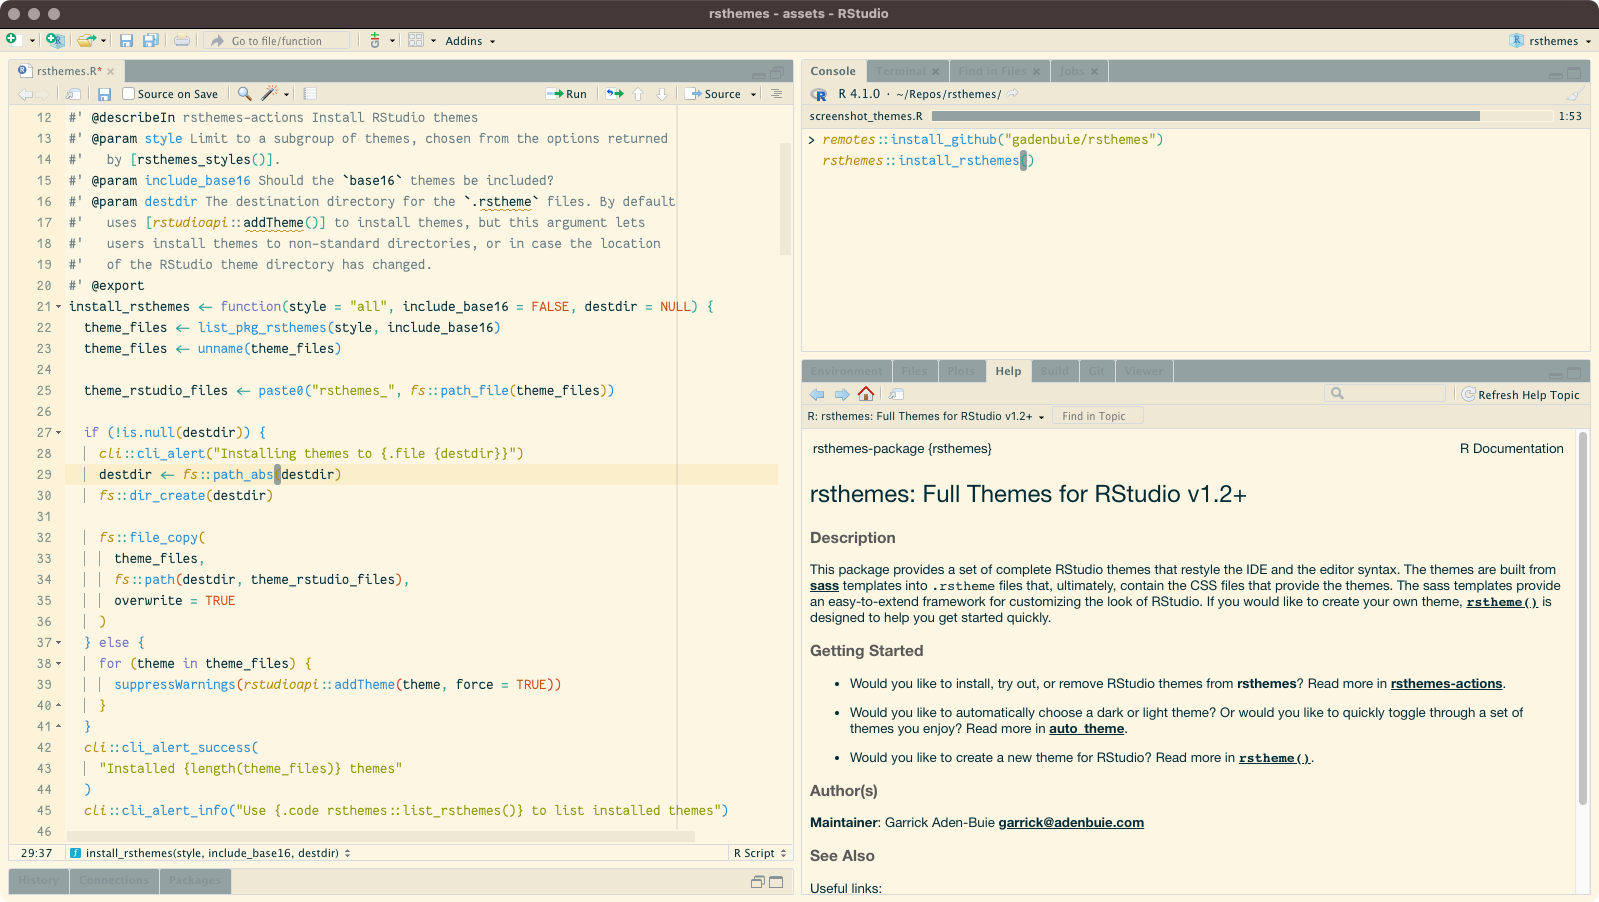 rsthemes - assets - RStudio
Go to file/function
Addins
rsthemes
rsthemes.R*
Source on Save
Run
Source
12 #' @describeIn rsthemes-actions Install RStudio themes
13 #' @param style Limit to a subgroup of themes, chosen from the options returned
14 #'   by [rsthemes_styles()].
15 #' @param include_base16 Should the `base16` themes be included?
16 #' @param destdir The destination directory for the `.rstheme` files. By default
17 #'   uses [rstudioapi::addTheme()] to install themes, but this argument lets
18 #'   users install themes to non-standard directories, or in case the location
19 #'   of the RStudio theme directory has changed.
20 #' @export
21 install_rsthemes <- function(style = "all", include_base16 = FALSE, destdir = NULL) {
22   theme_files <- list_pkg_rsthemes(style, include_base16)
23   theme_files <- unname(theme_files)
24
25   theme_rstudio_files <- paste0("rsthemes_", fs::path_file(theme_files))
26
27   if (!is.null(destdir)) {
28     cli::cli_alert("Installing themes to {.file {destdir}}")
29     destdir <- fs::path_abs(destdir)
30     fs::dir_create(destdir)
31
32     fs::file_copy(
33       theme_files,
34       fs::path(destdir, theme_rstudio_files),
35       overwrite = TRUE
36     )
37   } else {
38     for (theme in theme_files) {
39       suppressWarnings(rstudioapi::addTheme(theme, force = TRUE))
40     }
41   }
42   cli::cli_alert_success(
43     "Installed {length(theme_files)} themes"
44   )
45   cli::cli_alert_info("Use {.code rsthemes::list_rsthemes()} to list installed themes")
46
29:37 install_rsthemes(style, include_base16, destdir) R Script
History Connections Packages
Console Terminal Find in Files Jobs
R 4.1.0 · ~/Repos/rsthemes/
screenshot_themes.R 1:53
> remotes::install_github("gadenbuie/rsthemes")
rsthemes::install_rsthemes()
Environment Files Plots Help Build Git Viewer
Refresh Help Topic
R: rsthemes: Full Themes for RStudio v1.2+ Find in Topic
rsthemes-package {rsthemes} R Documentation
rsthemes: Full Themes for RStudio v1.2+
Description
This package provides a set of complete RStudio themes that restyle the IDE and the editor syntax. The themes are built from
sass templates into .rstheme files that, ultimately, contain the CSS files that provide the themes. The sass templates provide
an easy-to-extend framework for customizing the look of RStudio. If you would like to create your own theme, rstheme() is
designed to help you get started quickly.
Getting Started
• Would you like to install, try out, or remove RStudio themes from rsthemes? Read more in rsthemes-actions.
• Would you like to automatically choose a dark or light theme? Or would you like to quickly toggle through a set of
themes you enjoy? Read more in auto_theme.
• Would you like to create a new theme for RStudio? Read more in rstheme().
Author(s)
Maintainer: Garrick Aden-Buie garrick@adenbuie.com
See Also
Useful links: